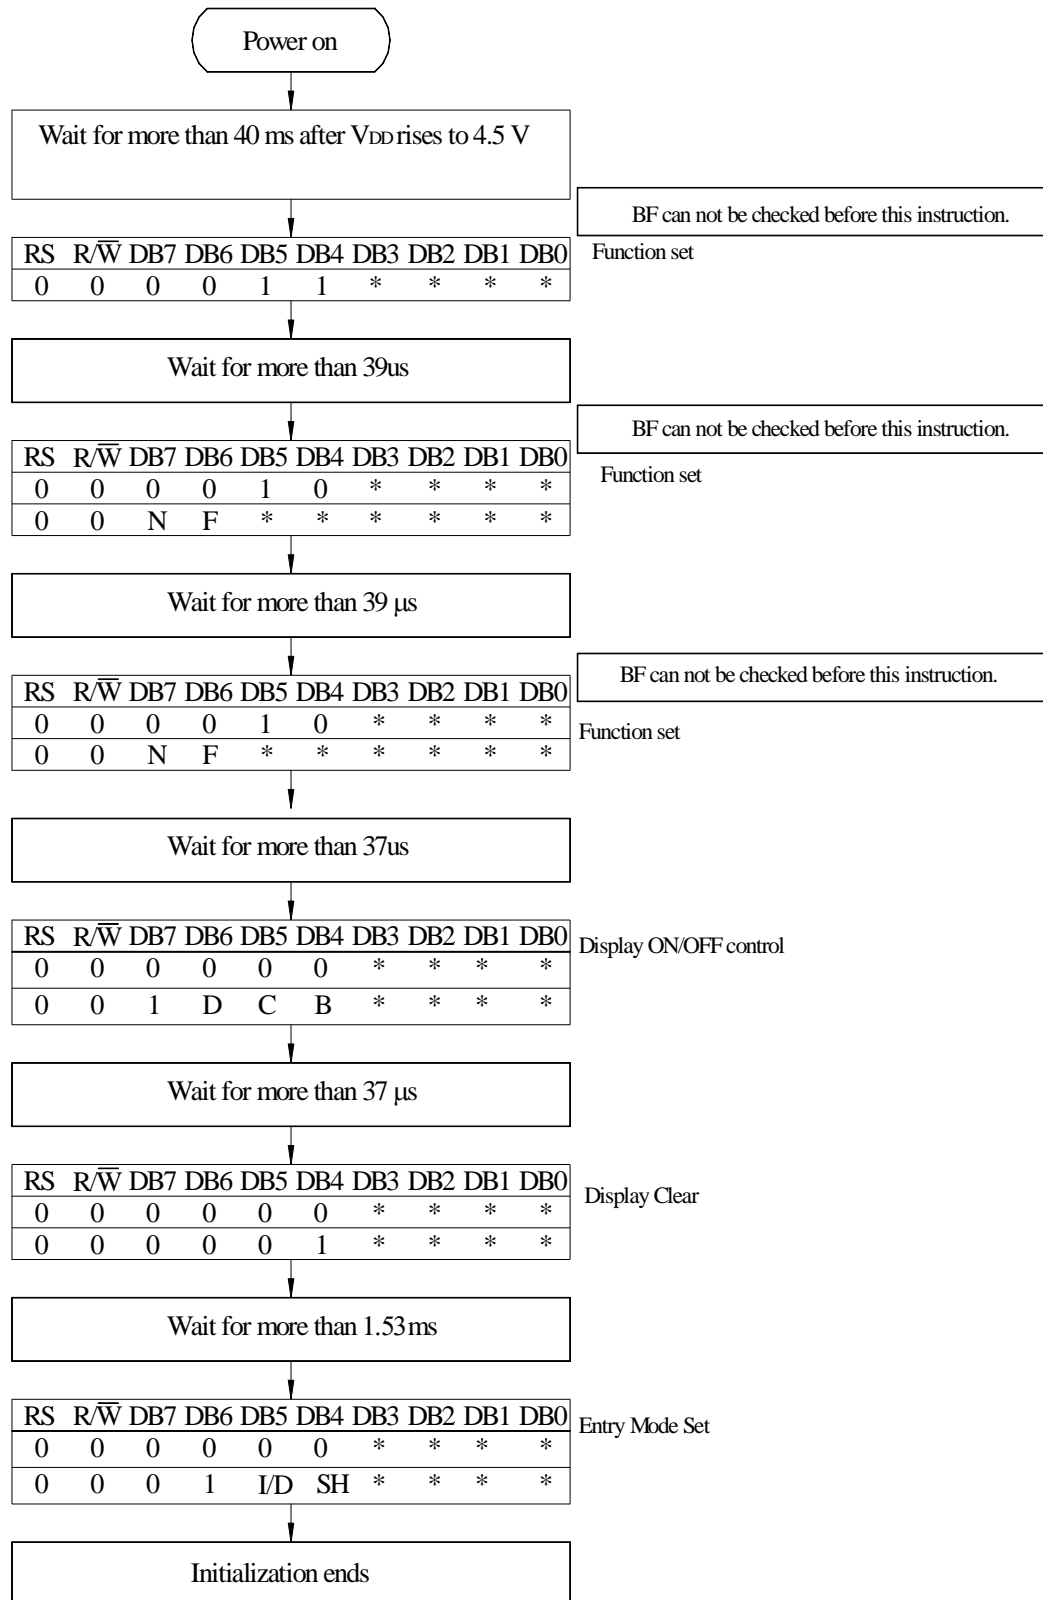 Power on
Wait for more than 40 ms after VDD rises to 4.5 V
BF can not be checked before this instruction.
RS R/W̅ DB7 DB6 DB5 DB4 DB3 DB2 DB1 DB0
Function set
0 0 0 0 1 1 * * * *
Wait for more than 39us
BF can not be checked before this instruction.
RS R/W̅ DB7 DB6 DB5 DB4 DB3 DB2 DB1 DB0
Function set
0 0 0 0 1 0 * * * *
0 0 N F * * * * * *
Wait for more than 39 µs
BF can not be checked before this instruction.
RS R/W̅ DB7 DB6 DB5 DB4 DB3 DB2 DB1 DB0
0 0 0 0 1 0 * * * *
Function set
0 0 N F * * * * * *
Wait for more than 37us
RS R/W̅ DB7 DB6 DB5 DB4 DB3 DB2 DB1 DB0
Display ON/OFF control
0 0 0 0 0 0 * * * *
0 0 1 D C B * * * *
Wait for more than 37 µs
RS R/W̅ DB7 DB6 DB5 DB4 DB3 DB2 DB1 DB0
Display Clear
0 0 0 0 0 0 * * * *
0 0 0 0 0 1 * * * *
Wait for more than 1.53ms
RS R/W̅ DB7 DB6 DB5 DB4 DB3 DB2 DB1 DB0
Entry Mode Set
0 0 0 0 0 0 * * * *
0 0 0 1 I/D SH * * * *
Initialization ends